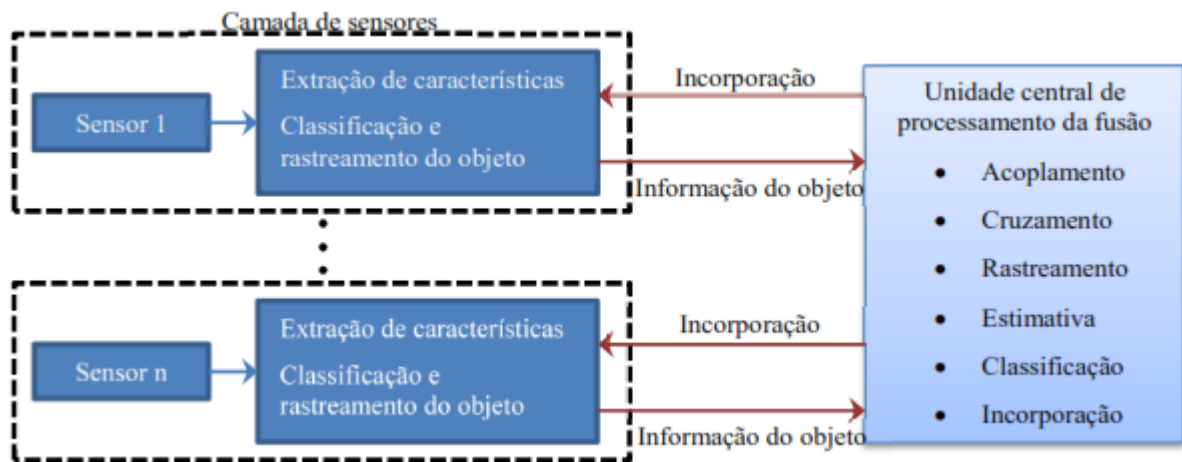 Camada de sensores
Sensor 1
Extração de características
Classificação e
rastreamento do objeto
Incorporação
Informação do objeto
Sensor n
Extração de características
Classificação e
rastreamento do objeto
Incorporação
Informação do objeto
Unidade central de
processamento da fusão
• Acoplamento
• Cruzamento
• Rastreamento
• Estimativa
• Classificação
• Incorporação